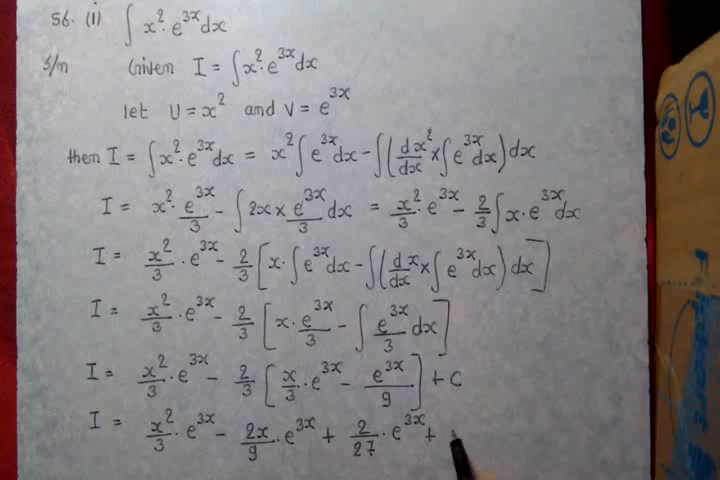 56. (i) ∫ x²· e^{3x} dx
S/n Given I = ∫ x²· e^{3x} dx
let U = x² and V = e^{3x}
then I = ∫ x²· e^{3x} dx = x² ∫ e^{3x} dx − ∫ ( dx²/dx × ∫ e^{3x} dx ) dx
I = x²· e^{3x}/3 − ∫ 2x × e^{3x}/3 dx = x²/3 · e^{3x} − 2/3 ∫ x · e^{3x} dx
I = x²/3 · e^{3x} − 2/3 [ x · ∫ e^{3x} dx − ∫ ( d/dx x × ∫ e^{3x} dx ) dx ]
I = x²/3 · e^{3x} − 2/3 [ x · e^{3x}/3 − ∫ e^{3x}/3 dx ]
I = x²/3 · e^{3x} − 2/3 [ x/3 · e^{3x} − e^{3x}/9 ] + C
I = x²/3 · e^{3x} − 2x/9 · e^{3x} + 2/27 · e^{3x} +